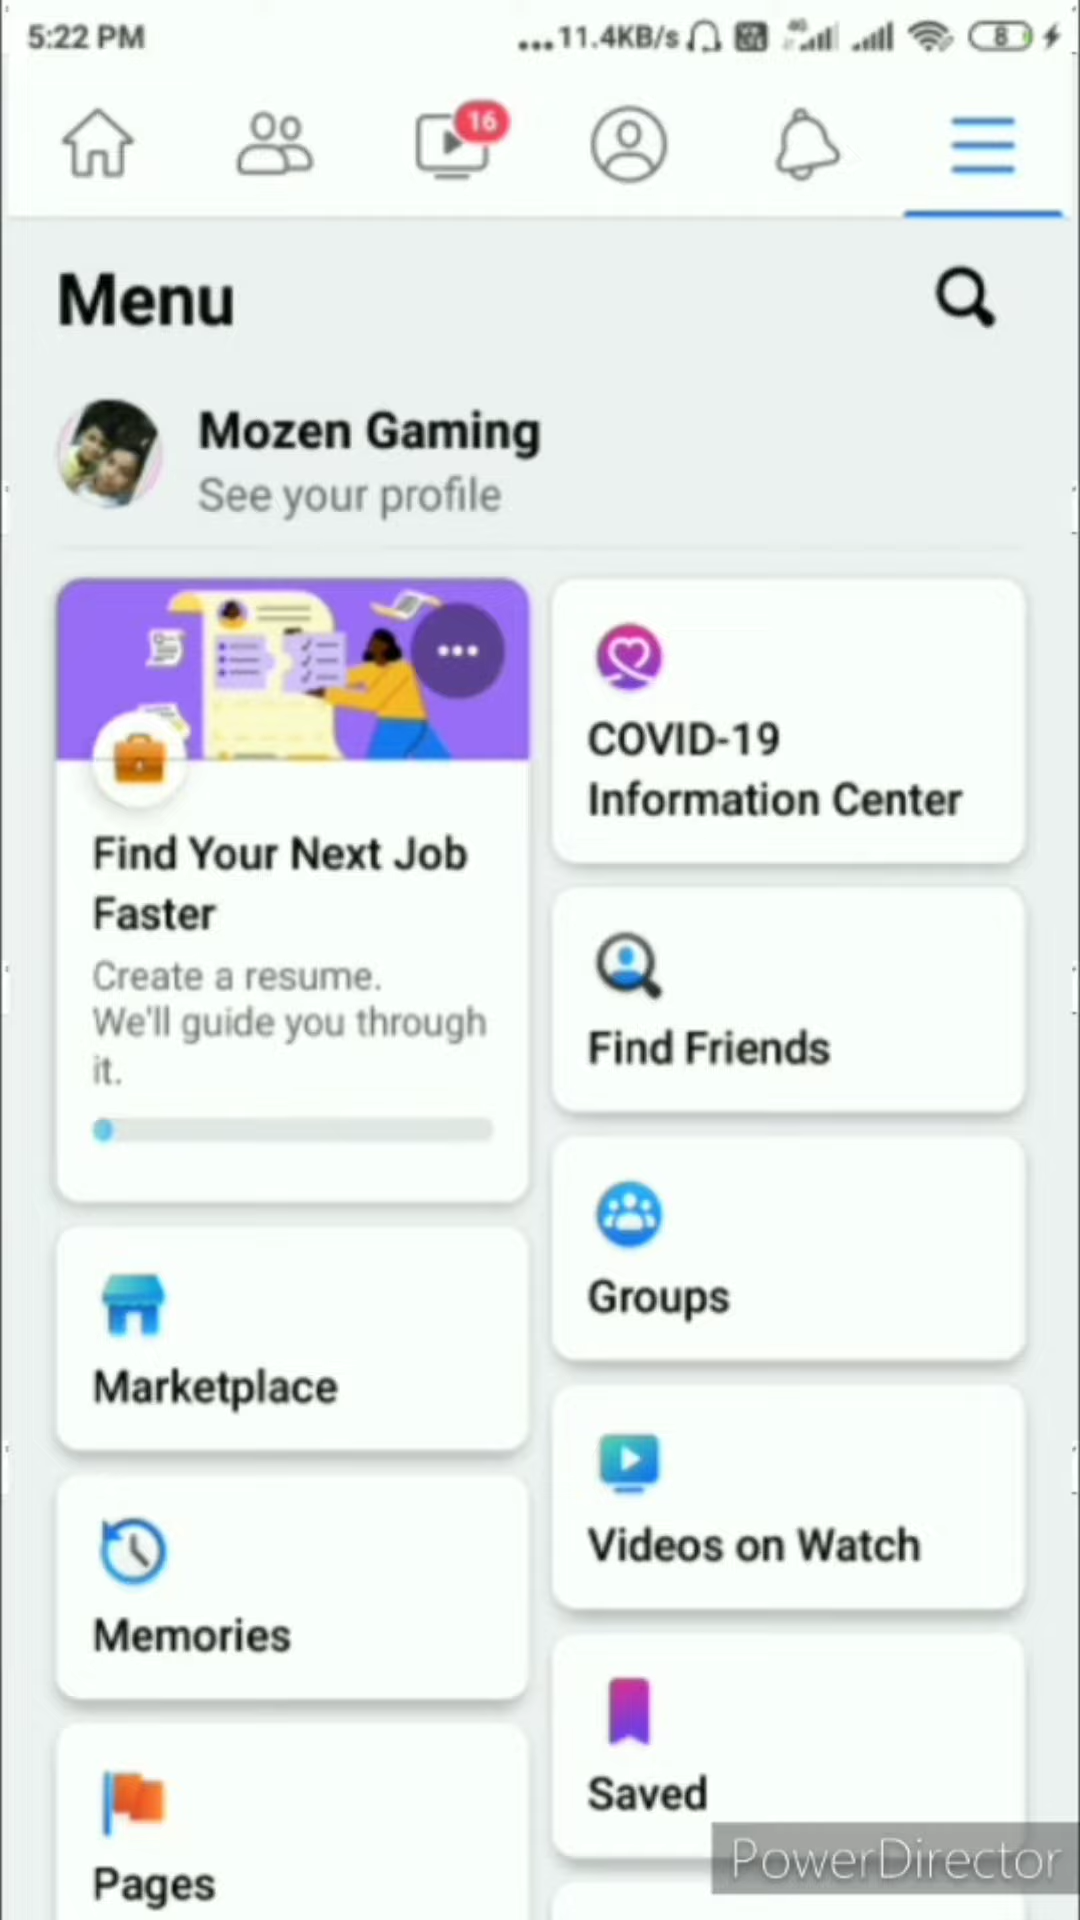 5:22 PM
...11.4KB/s
4G
8
16
Menu
Mozen Gaming
See your profile
Find Your Next Job
Faster
Create a resume.
We'll guide you through
it.
Marketplace
Memories
Pages
COVID-19
Information Center
Find Friends
Groups
Videos on Watch
Saved
PowerDirector